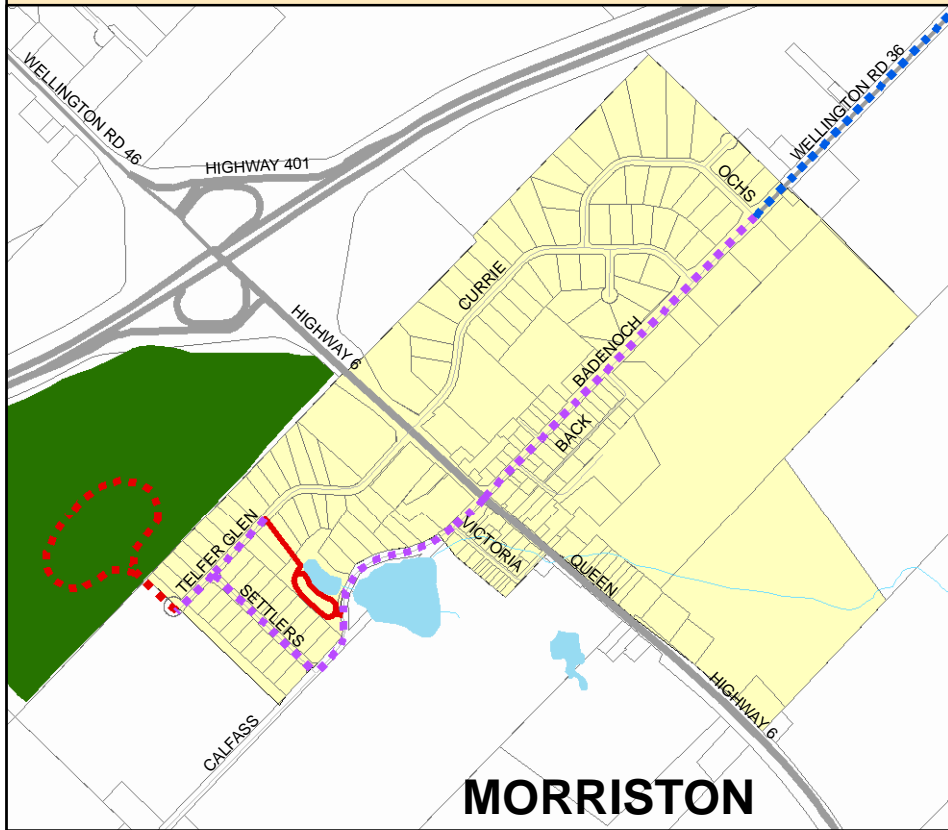 WELLINGTON RD 46
HIGHWAY 401
WELLINGTON RD 36
OCHS
CURRIE
HIGHWAY 6
BADENOCH
BACK
VICTORIA
TELFER GLEN
SETTLERS
QUEEN
CALFASS
HIGHWAY 6
MORRISTON